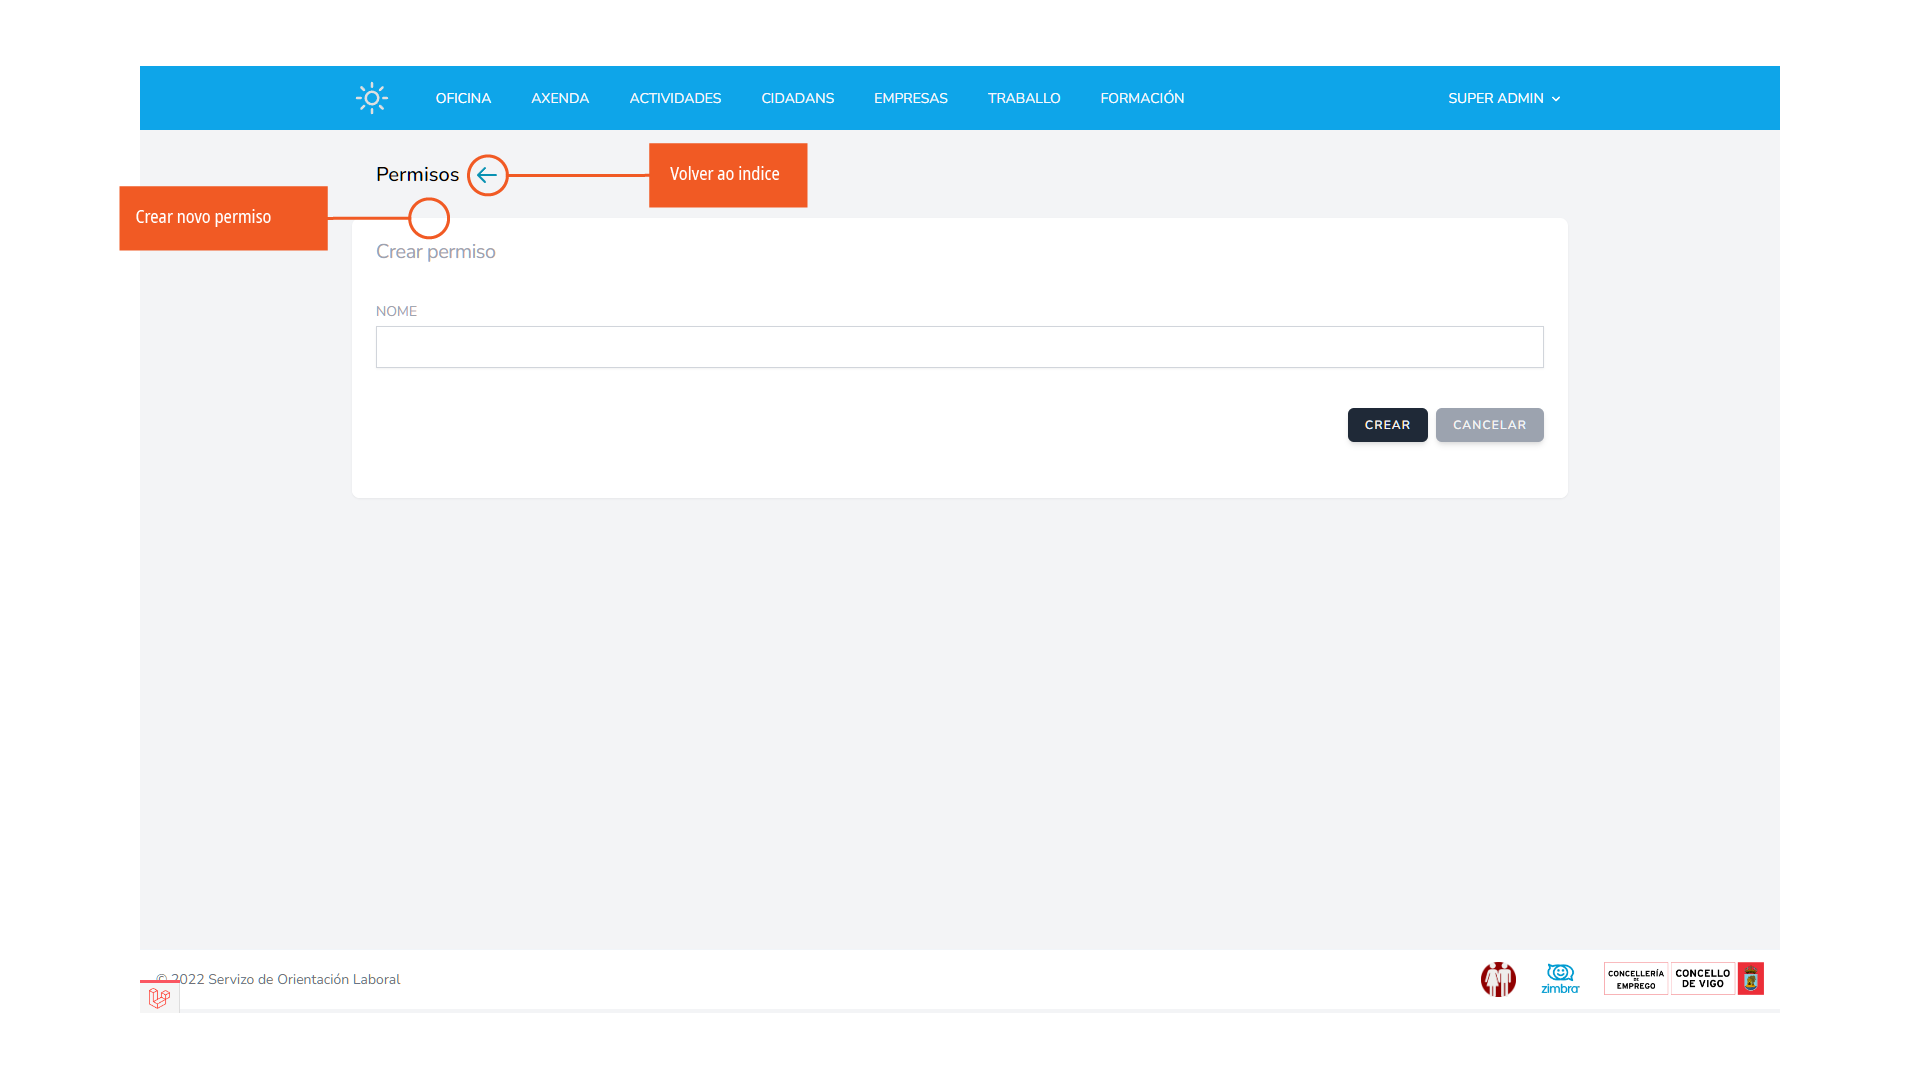 OFICINA AXENDA ACTIVIDADES CIDADANS EMPRESAS TRABALLO FORMACIÓN SUPER ADMIN
Permisos
Volver ao indice
Crear novo permiso
Crear permiso
NOME
CREAR CANCELAR
© 2022 Servizo de Orientación Laboral
zimbra
CONCELLERÍA
DE
EMPREGO
CONCELLO
DE VIGO